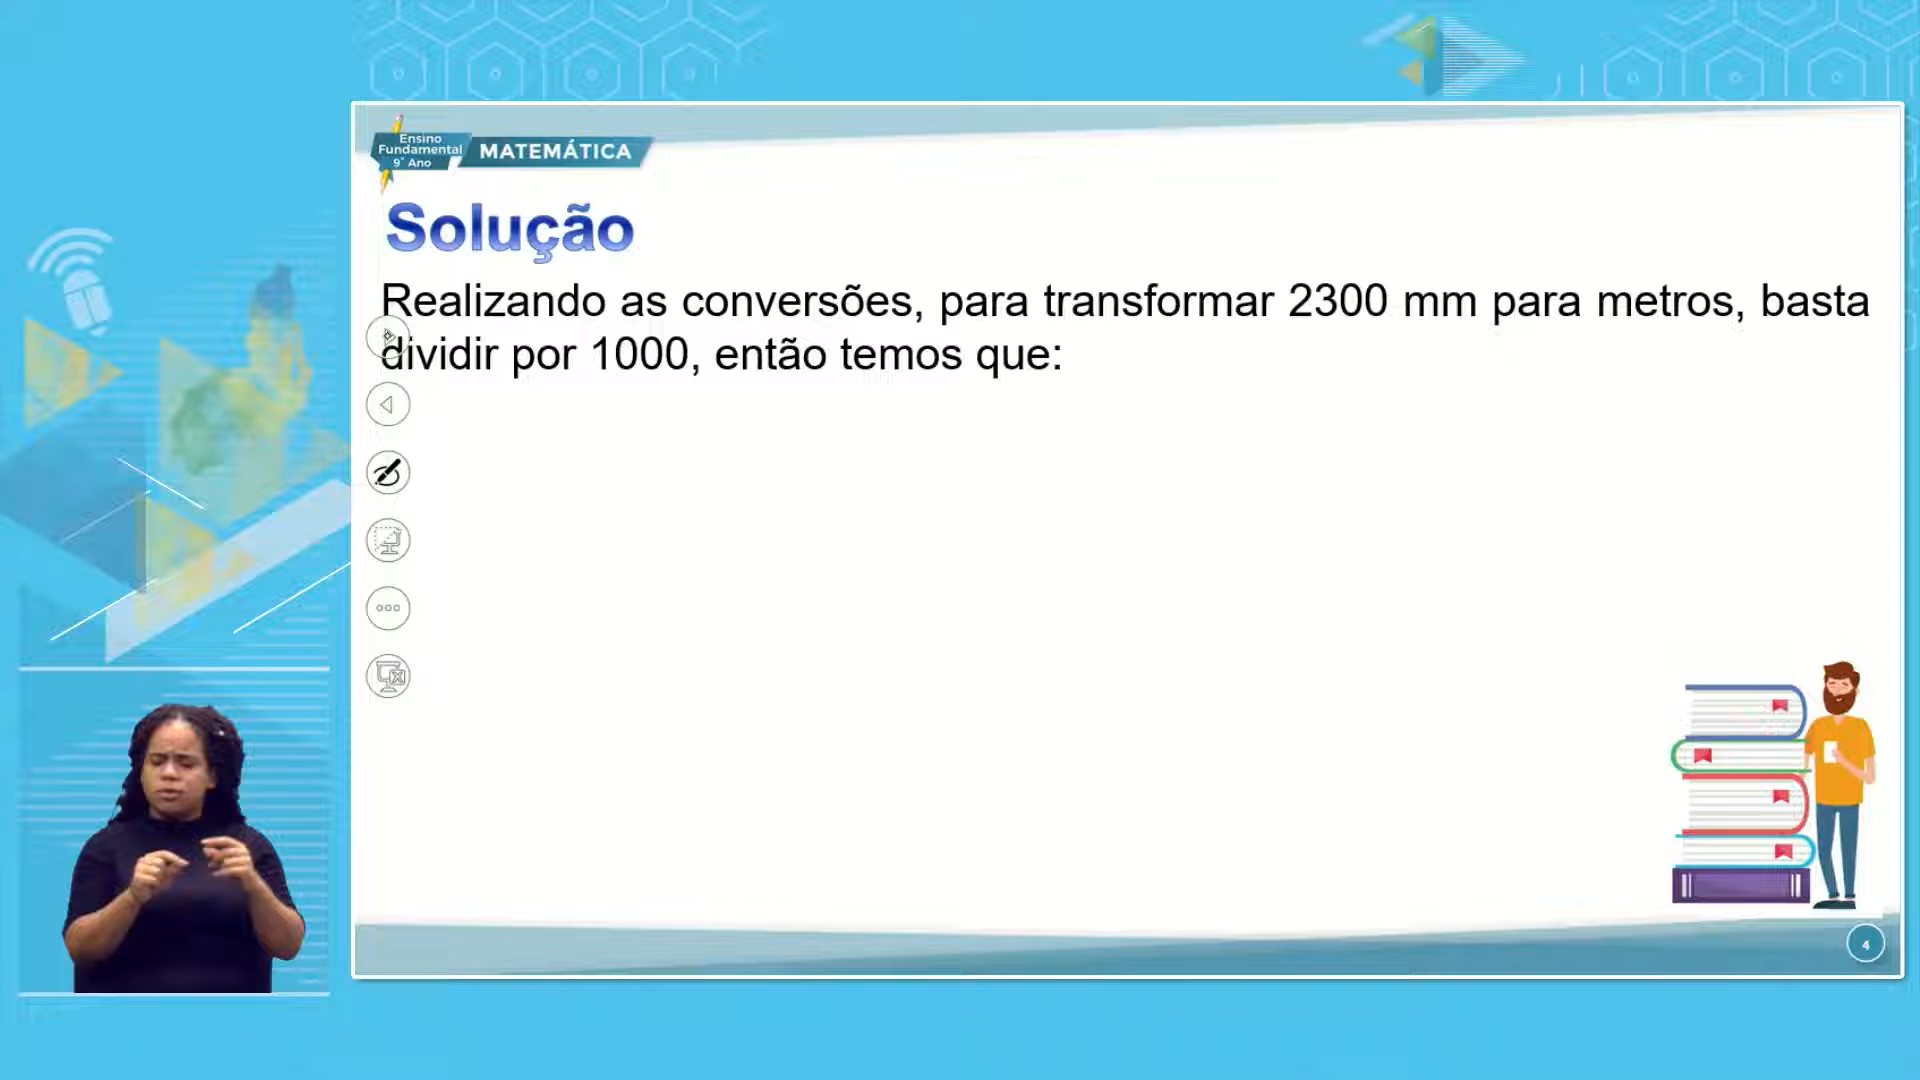 Ensino
Fundamental
9° Ano
MATEMÁTICA
Solução
Realizando as conversões, para transformar 2300 mm para metros, basta
dividir por 1000, então temos que:
4